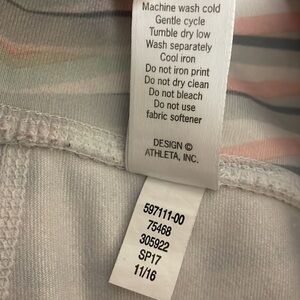 Machine wash cold
Gentle cycle
Tumble dry low
Wash separately
Cool iron
Do not iron print
Do not dry clean
Do not bleach
Do not use
fabric softener
DESIGN ©
ATHLETA, INC.
597111-00
75468
305922
SP17
11/16